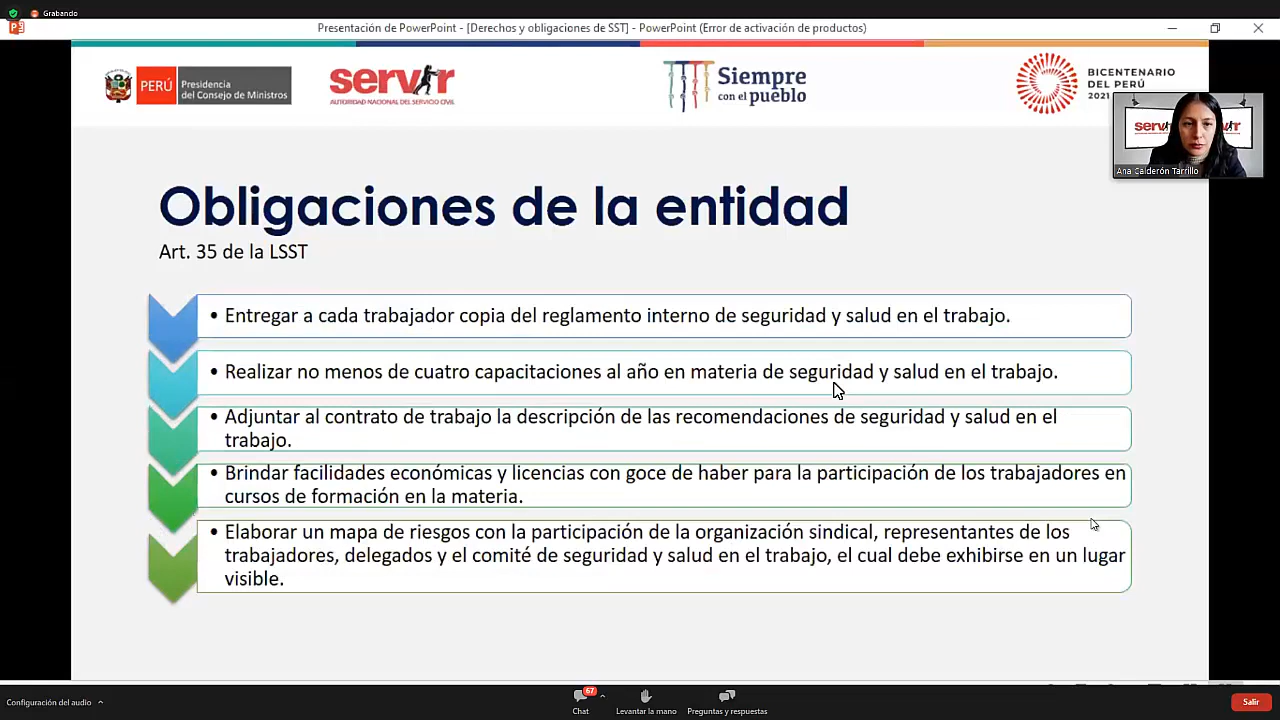 Grabando
Presentación de PowerPoint - [Derechos y obligaciones de SST] - PowerPoint (Error de activación de productos)
PERÚ
Presidencia
del Consejo de Ministros
servir
AUTORIDAD NACIONAL DEL SERVICIO CIVIL
Siempre
con el pueblo
BICENTENARIO
DEL PERÚ
2021
Ana Calderón Tarrillo
Obligaciones de la entidad
Art. 35 de la LSST
• Entregar a cada trabajador copia del reglamento interno de seguridad y salud en el trabajo.
• Realizar no menos de cuatro capacitaciones al año en materia de seguridad y salud en el trabajo.
• Adjuntar al contrato de trabajo la descripción de las recomendaciones de seguridad y salud en el
trabajo.
• Brindar facilidades económicas y licencias con goce de haber para la participación de los trabajadores en
cursos de formación en la materia.
• Elaborar un mapa de riesgos con la participación de la organización sindical, representantes de los
trabajadores, delegados y el comité de seguridad y salud en el trabajo, el cual debe exhibirse en un lugar
visible.
Configuración del audio
67
Chat
Levantar la mano
Preguntas y respuestas
Salir